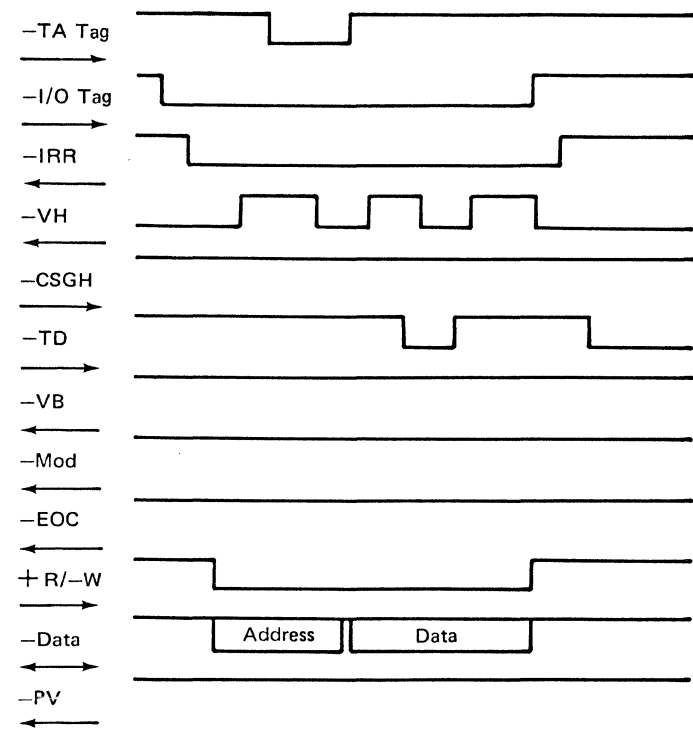 −TA Tag
−I/O Tag
−IRR
−VH
−CSGH
−TD
−VB
−Mod
−EOC
+ R/−W
Address Data
−Data
−PV